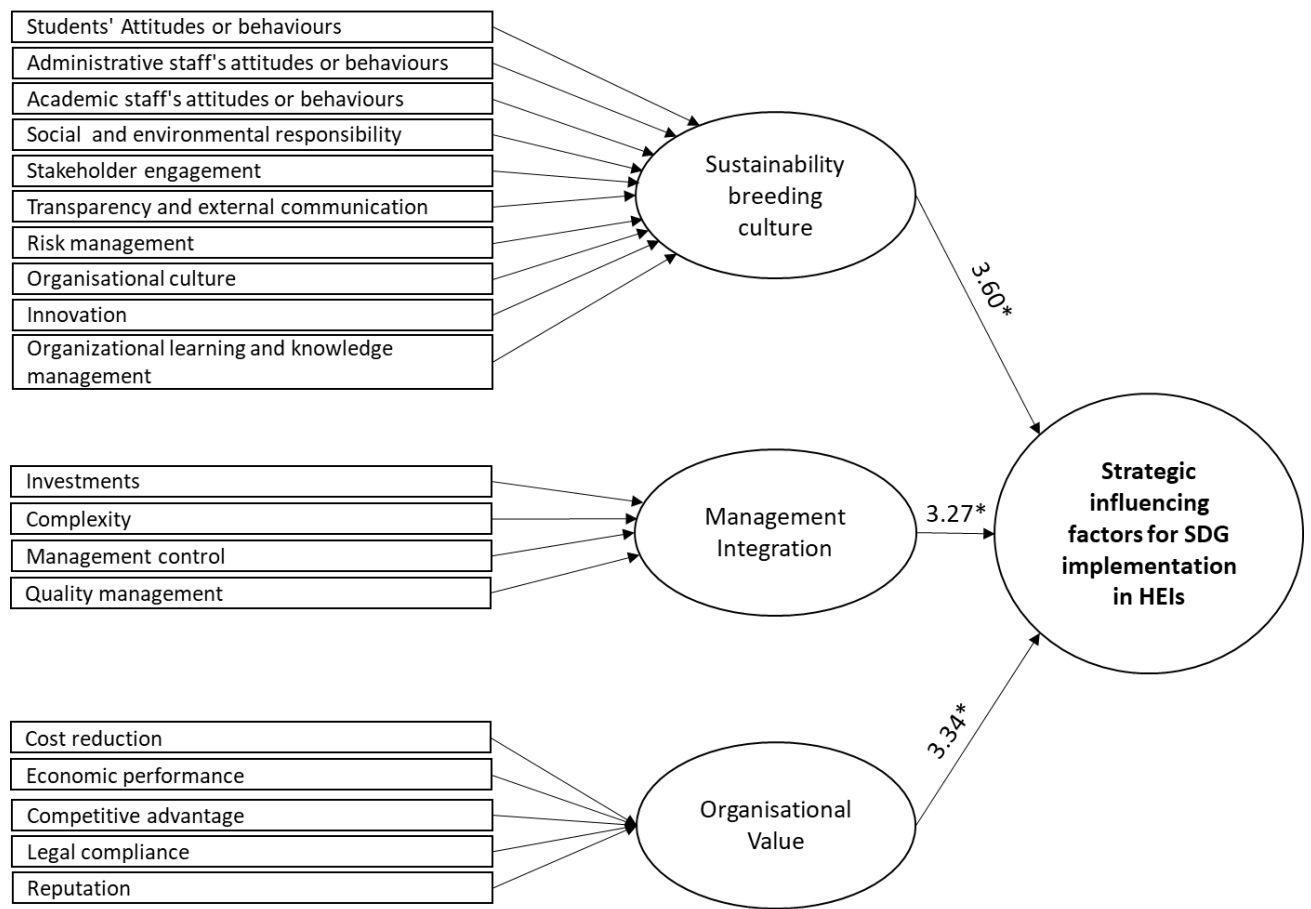 Students' Attitudes or behaviours
Administrative staff's attitudes or behaviours
Academic staff's attitudes or behaviours
Social and environmental responsibility
Stakeholder engagement
Transparency and external communication
Risk management
Organisational culture
Innovation
Organizational learning and knowledge
management
Sustainability
breeding
culture
3.60*
Investments
Complexity
Management control
Quality management
Management
Integration
3.27*
Strategic
influencing
factors for SDG
implementation
in HEIs
Cost reduction
Economic performance
Competitive advantage
Legal compliance
Reputation
Organisational
Value
3.34*